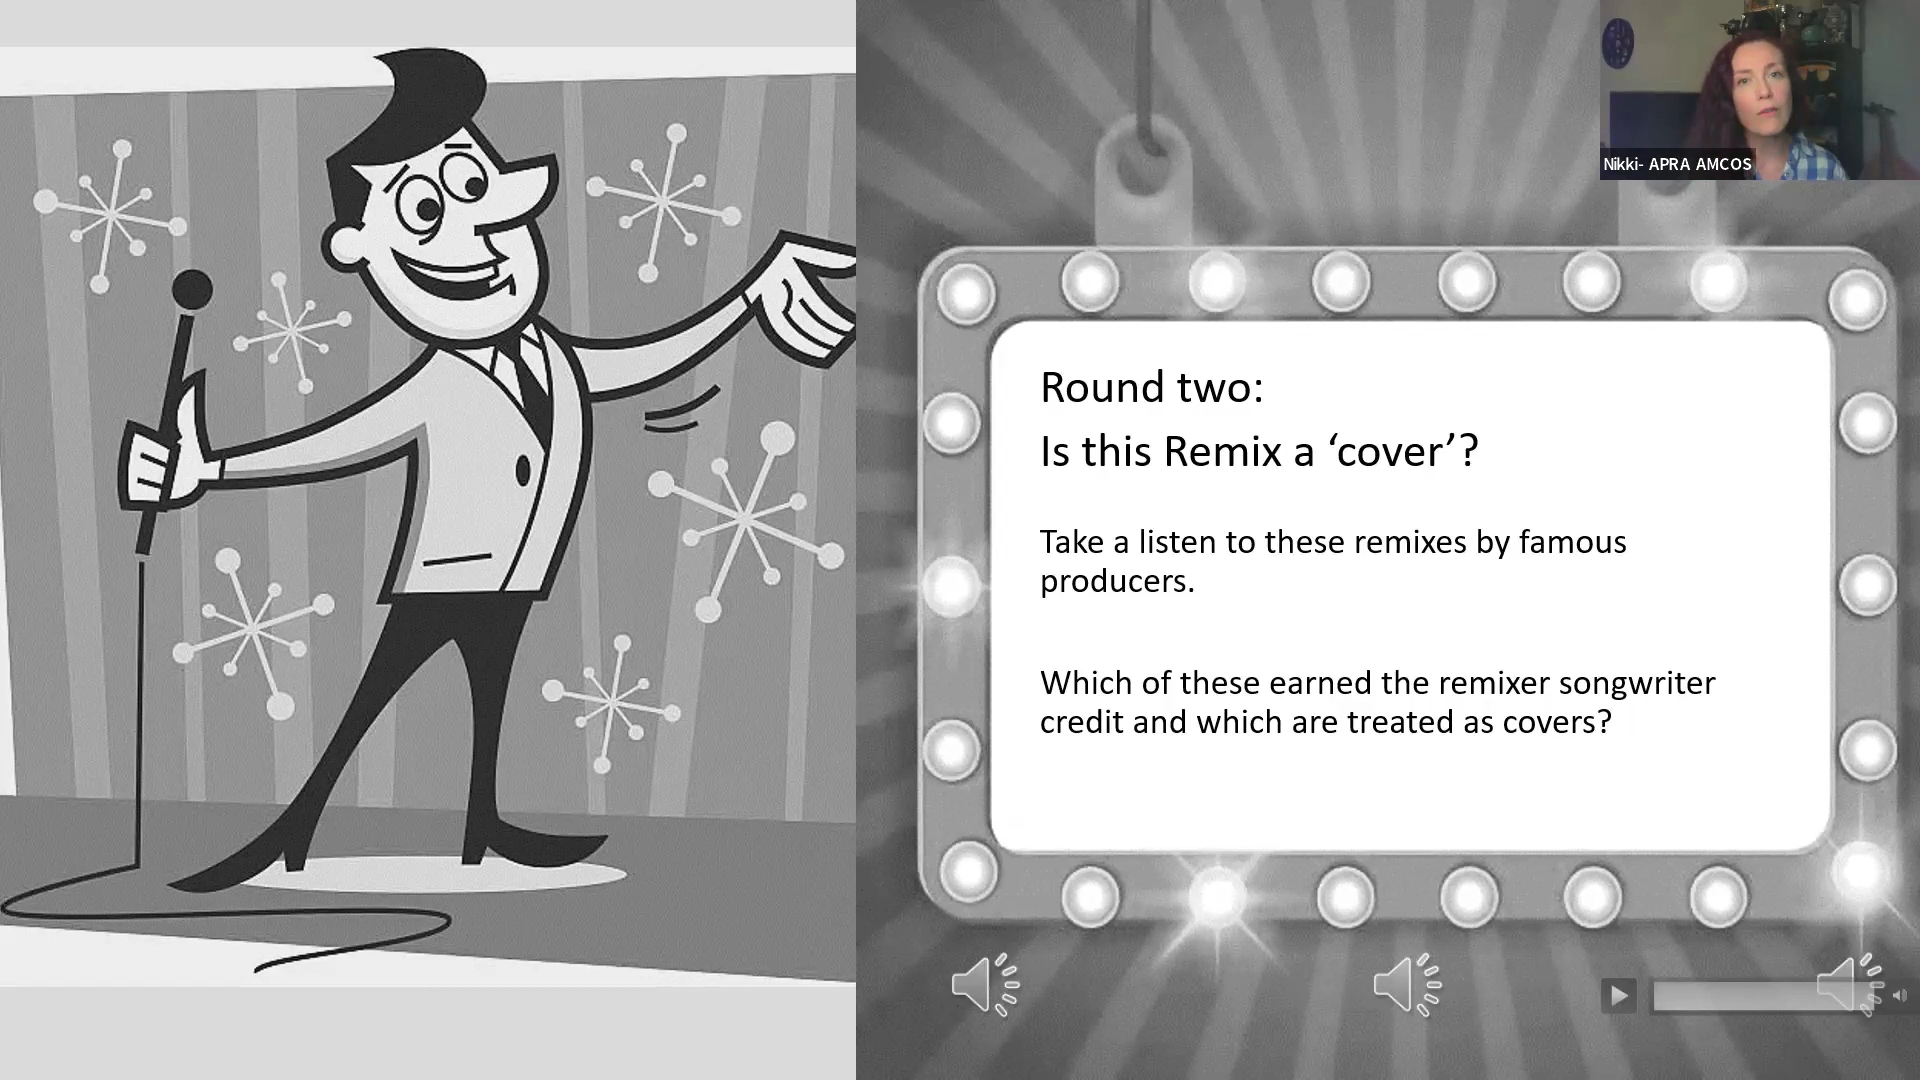 Nikki- APRA AMCOS
Round two:
Is this Remix a ‘cover’?
Take a listen to these remixes by famous
producers.
Which of these earned the remixer songwriter
credit and which are treated as covers?